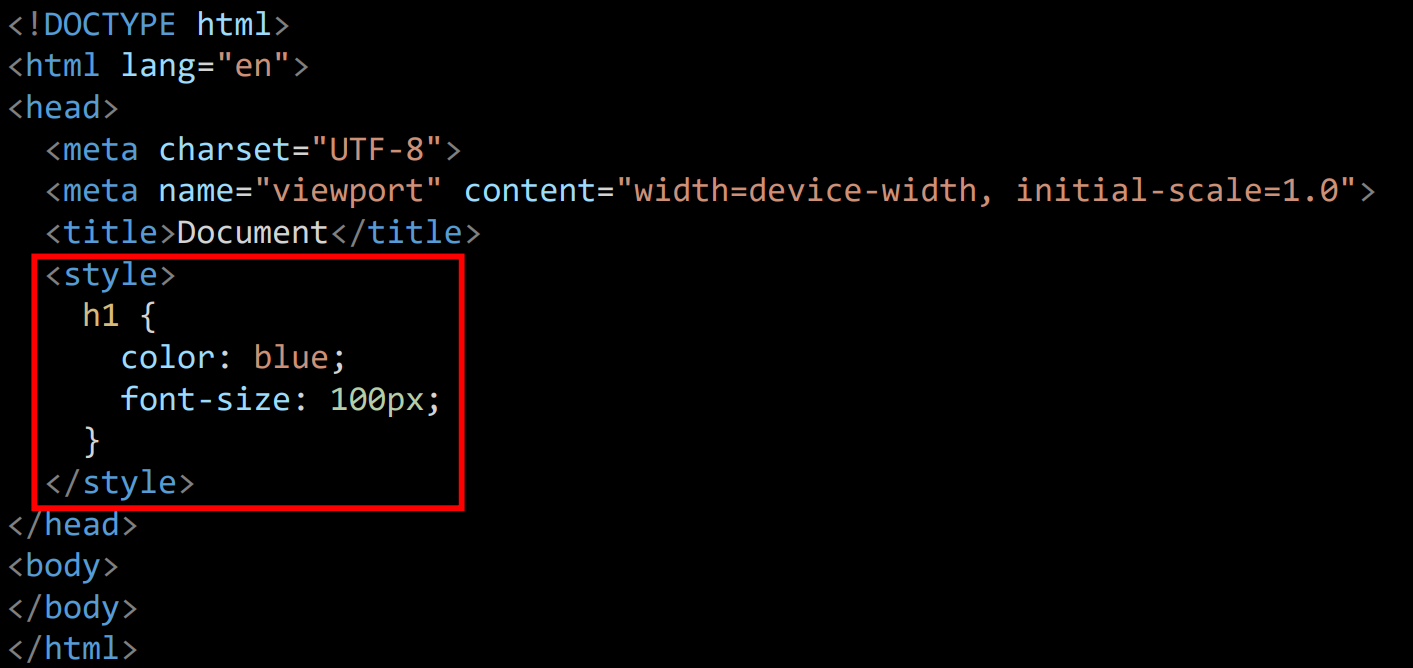 <!DOCTYPE html>
<html lang="en">
<head>
  <meta charset="UTF-8">
  <meta name="viewport" content="width=device-width, initial-scale=1.0">
  <title>Document</title>
  <style>
    h1 {
      color: blue;
      font-size: 100px;
    }
  </style>
</head>
<body>
</body>
</html>